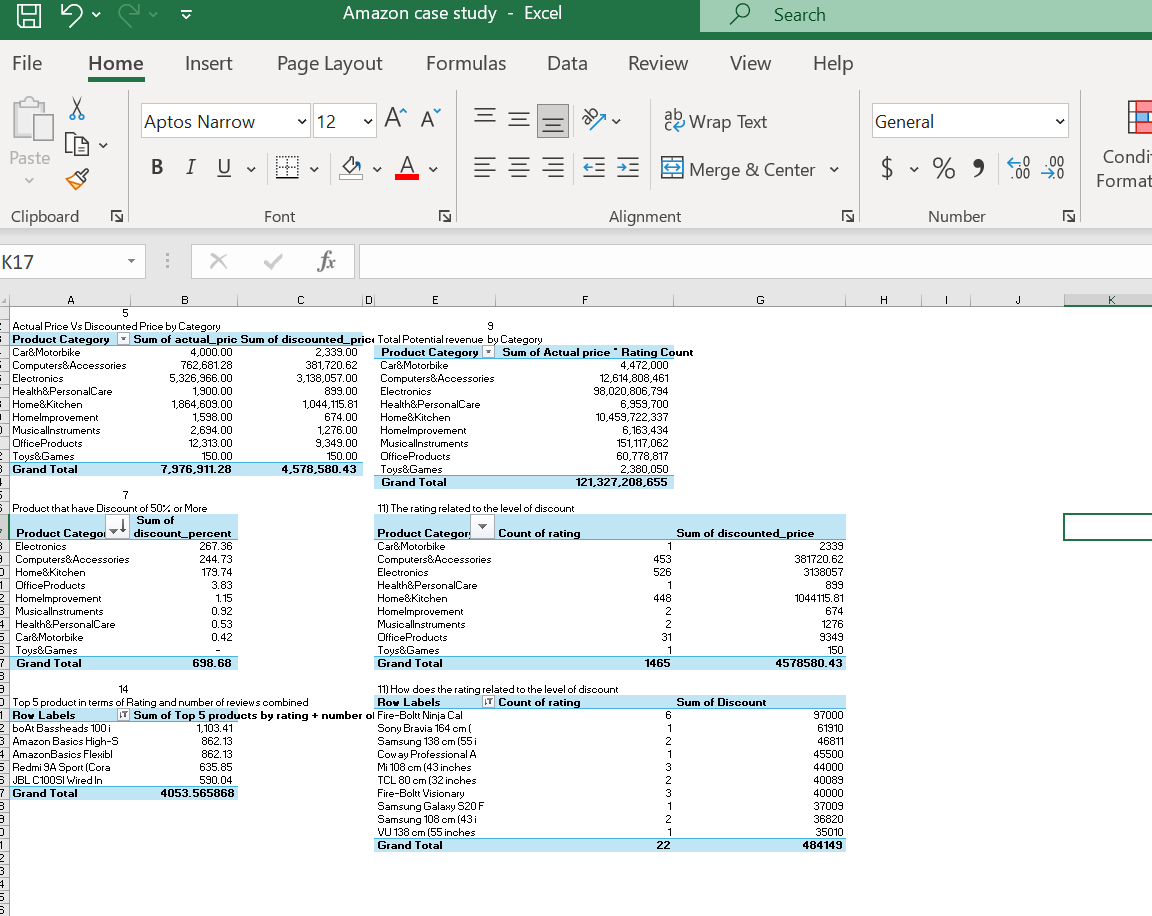 Amazon case study - Excel
Search
File Home Insert Page Layout Formulas Data Review View Help
Aptos Narrow 12 A A
ab Wrap Text
General
Paste
B I U A
Merge & Center
$ % 9 .00 .00
Condi
Format
Clipboard Font Alignment Number
K17 fx
A B C D E F G H I J K
5
Actual Price Vs Discounted Price by Category 9
Product Category Sum of actual_pric Sum of discounted_price Total Potential revenue by Category
Car&Motorbike 4,000.00 2,339.00 Product Category Sum of Actual price * Rating Count
Computers&Accessories 762,681.28 381,720.62 Car&Motorbike 4,472,000
Electronics 5,326,966.00 3,138,057.00 Computers&Accessories 12,614,808,461
Health&PersonalCare 1,900.00 899.00 Electronics 98,020,806,794
Home&Kitchen 1,864,609.00 1,044,115.81 Health&PersonalCare 6,959,700
HomeImprovement 1,598.00 674.00 Home&Kitchen 10,459,722,337
MusicalInstruments 2,694.00 1,276.00 HomeImprovement 6,163,434
OfficeProducts 12,313.00 9,349.00 MusicalInstruments 151,117,062
Toys&Games 150.00 150.00 OfficeProducts 60,778,817
Grand Total 7,976,911.28 4,578,580.43 Toys&Games 2,380,050
Grand Total 121,327,208,655
7
Product that have Discount of 50% or More 11) The rating related to the level of discount
Sum of
Product Categor discount_percent Product Category Count of rating Sum of discounted_price
Electronics 267.36 Car&Motorbike 1 2339
Computers&Accessories 244.73 Computers&Accessories 453 381720.62
Home&Kitchen 179.74 Electronics 526 3138057
OfficeProducts 3.83 Health&PersonalCare 1 899
HomeImprovement 1.15 Home&Kitchen 448 1044115.81
MusicalInstruments 0.92 HomeImprovement 2 674
Health&PersonalCare 0.53 MusicalInstruments 2 1276
Car&Motorbike 0.42 OfficeProducts 31 9349
Toys&Games - Toys&Games 1 150
Grand Total 698.68 Grand Total 1465 4578580.43
14 11) How does the rating related to the level of discount
Top 5 product in terms of Rating and number of reviews combined Row Labels Count of rating Sum of Discount
Row Labels Sum of Top 5 products by rating + number of Fire-Boltt Ninja Cal 6 97000
boAt Bassheads 100 i 1,103.41 Sony Bravia 164 cm ( 1 61910
Amazon Basics High-S 862.13 Samsung 138 cm (55 i 2 46811
AmazonBasics Flexibl 862.13 Coway Professional A 1 45500
Redmi 9A Sport (Cora 635.85 Mi 108 cm (43 inches 3 44000
JBL C100SI Wired In 590.04 TCL 80 cm (32 inches 2 40089
Grand Total 4053.565868 Fire-Boltt Visionary 3 40000
Samsung Galaxy S20 F 1 37009
Samsung 108 cm (43 i 2 36820
VU 138 cm (55 inches 1 35010
Grand Total 22 484149